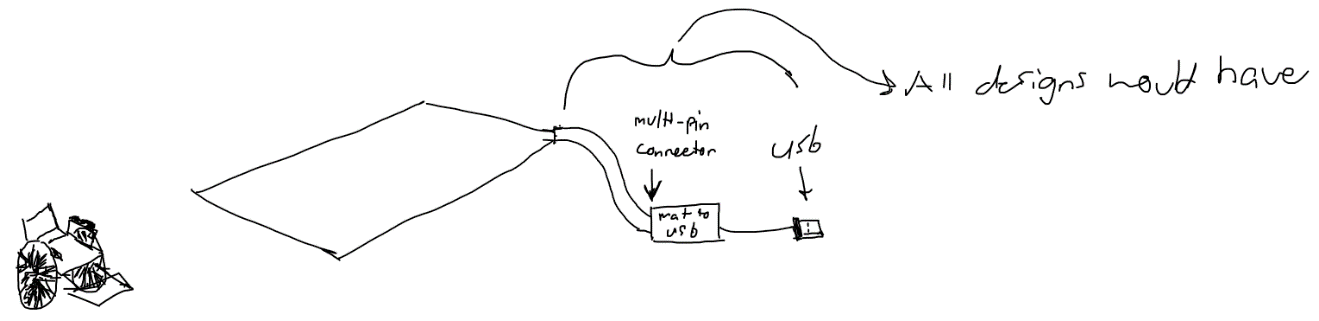 All designs would have
multi-pin
connector
usb
mat to
usb